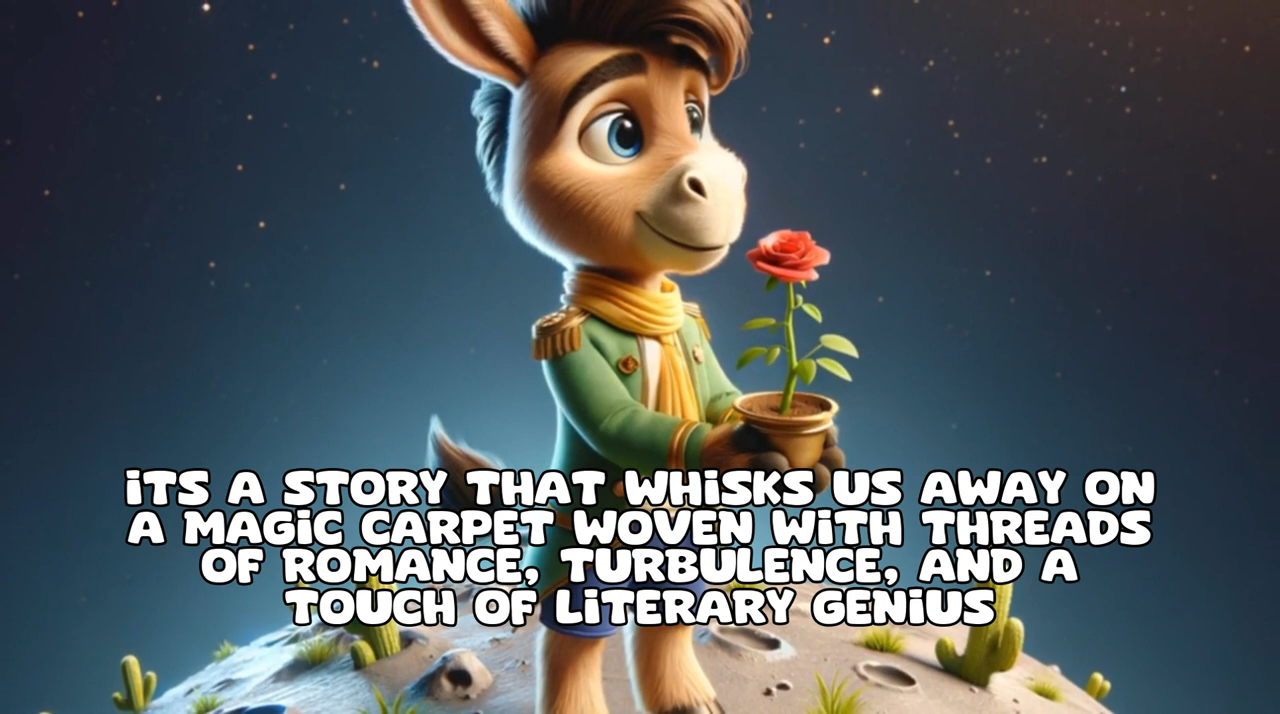 iTS A STORY THAT WHiSKS US AWAY ON
A MAGiC CARPET WOVEN WiTH THREADS
OF ROMANCE, TURBULENCE, AND A
TOUCH OF LiTERARY GENiUS